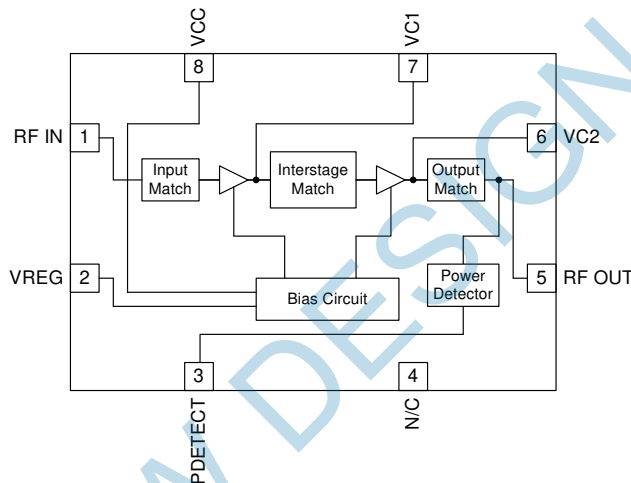 VCC
VC1
8
7
RF IN
1
6
VC2
Input
Match
Interstage
Match
Output
Match
VREG
2
Bias Circuit
Power
Detector
5
RF OUT
3
4
PDETECT
N/C
W DESIGN